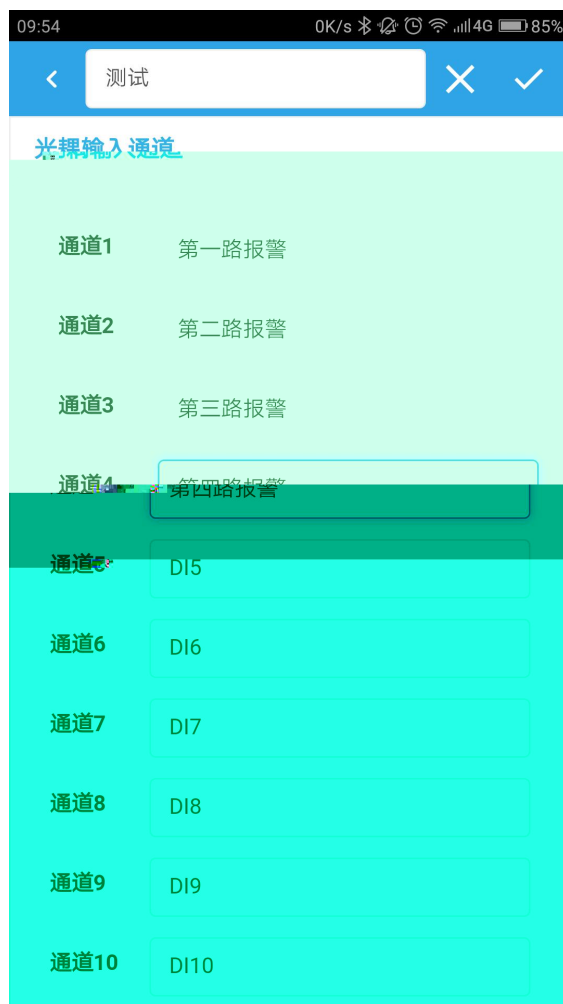 09:54 0K/s 4G 85%
测试
光耦输入通道
通道1 第一路报警
通道2 第二路报警
通道3 第三路报警
通道4 第四路报警
通道5 DI5
通道6 DI6
通道7 DI7
通道8 DI8
通道9 DI9
通道10 DI10